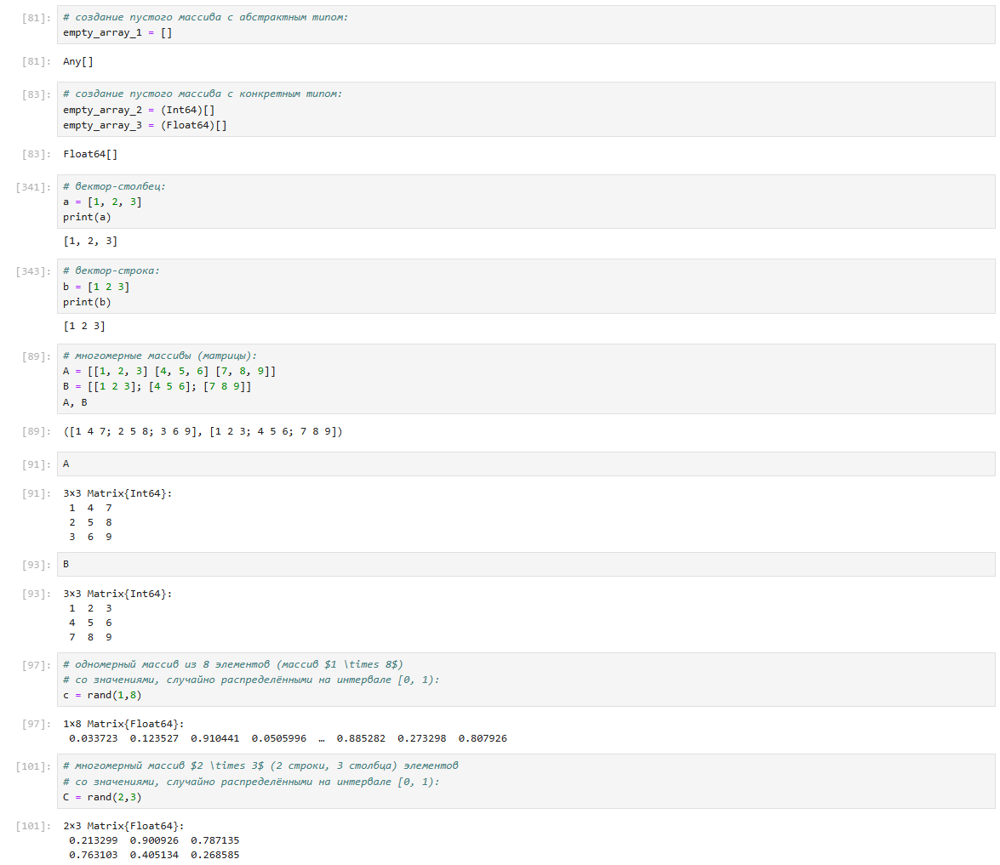 [81]: # создание пустого массива с абстрактным типом:
empty_array_1 = []
[81]: Any[]
[83]: # создание пустого массива с конкретным типом:
empty_array_2 = (Int64)[]
empty_array_3 = (Float64)[]
[83]: Float64[]
[341]: # вектор-столбец:
a = [1, 2, 3]
print(a)
[1, 2, 3]
[343]: # вектор-строка:
b = [1 2 3]
print(b)
[1 2 3]
[89]: # многомерные массивы (матрицы):
A = [[1, 2, 3] [4, 5, 6] [7, 8, 9]]
B = [[1 2 3]; [4 5 6]; [7 8 9]]
A, B
[89]: ([1 4 7; 2 5 8; 3 6 9], [1 2 3; 4 5 6; 7 8 9])
[91]: A
[91]: 3×3 Matrix{Int64}:
1 4 7
2 5 8
3 6 9
[93]: B
[93]: 3×3 Matrix{Int64}:
1 2 3
4 5 6
7 8 9
[97]: # одномерный массив из 8 элементов (массив $1 \times 8$)
# со значениями, случайно распределёнными на интервале [0, 1):
c = rand(1,8)
[97]: 1×8 Matrix{Float64}:
0.033723 0.123527 0.910441 0.0505996 … 0.885282 0.273298 0.807926
[101]: # многомерный массив $2 \times 3$ (2 строки, 3 столбца) элементов
# со значениями, случайно распределёнными на интервале [0, 1):
C = rand(2,3)
[101]: 2×3 Matrix{Float64}:
0.213299 0.900926 0.787135
0.763103 0.405134 0.268585